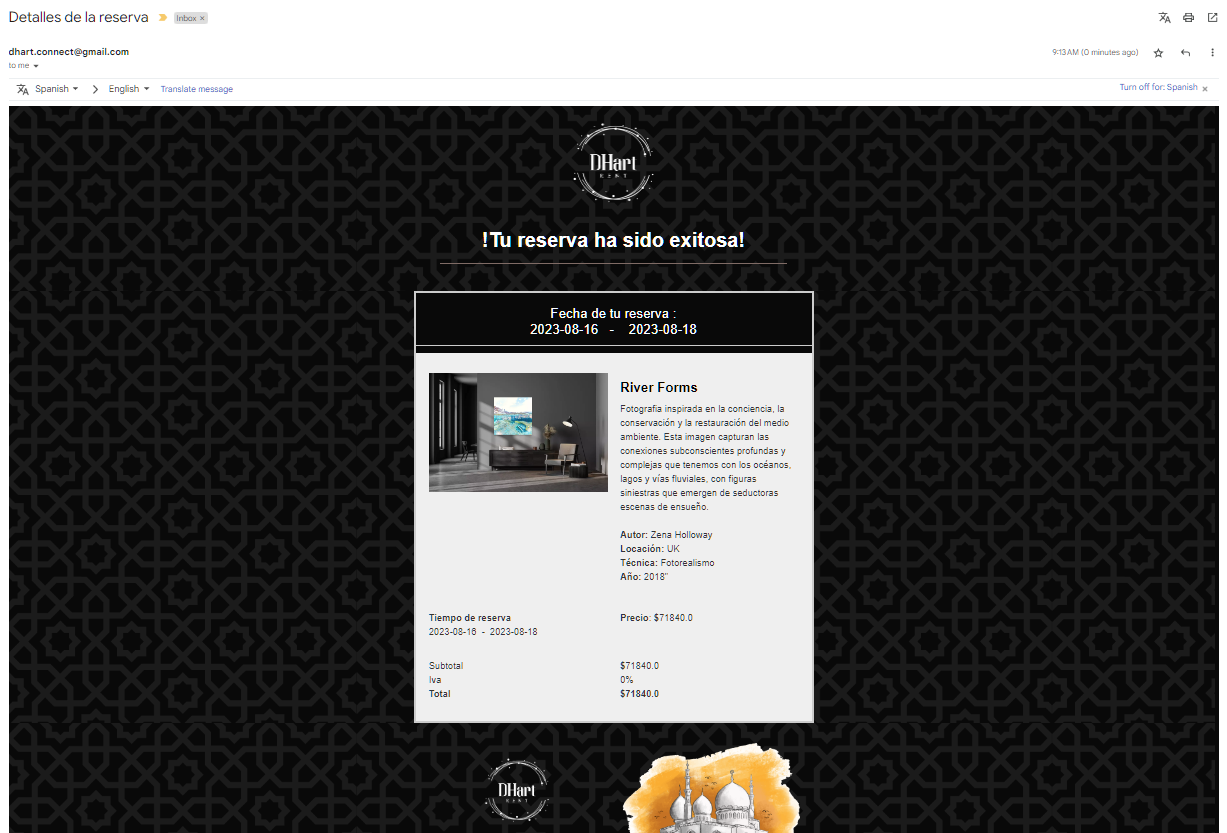 Detalles de la reserva
Inbox ×
dhart.connect@gmail.com
9:13 AM (0 minutes ago)
to me
Spanish
English
Translate message
Turn off for: Spanish ×
DHart
RENT
!Tu reserva ha sido exitosa!
Fecha de tu reserva :
2023-08-16 - 2023-08-18
River Forms
Fotografia inspirada en la conciencia, la
conservación y la restauración del medio
ambiente. Esta imagen capturan las
conexiones subconscientes profundas y
complejas que tenemos con los océanos,
lagos y vías fluviales, con figuras
siniestras que emergen de seductoras
escenas de ensueño.
Autor: Zena Holloway
Locación: UK
Técnica: Fotorealismo
Año: 2018"
Tiempo de reserva
2023-08-16 - 2023-08-18
Precio: $71840.0
Subtotal $71840.0
Iva 0%
Total $71840.0
DHart
RENT